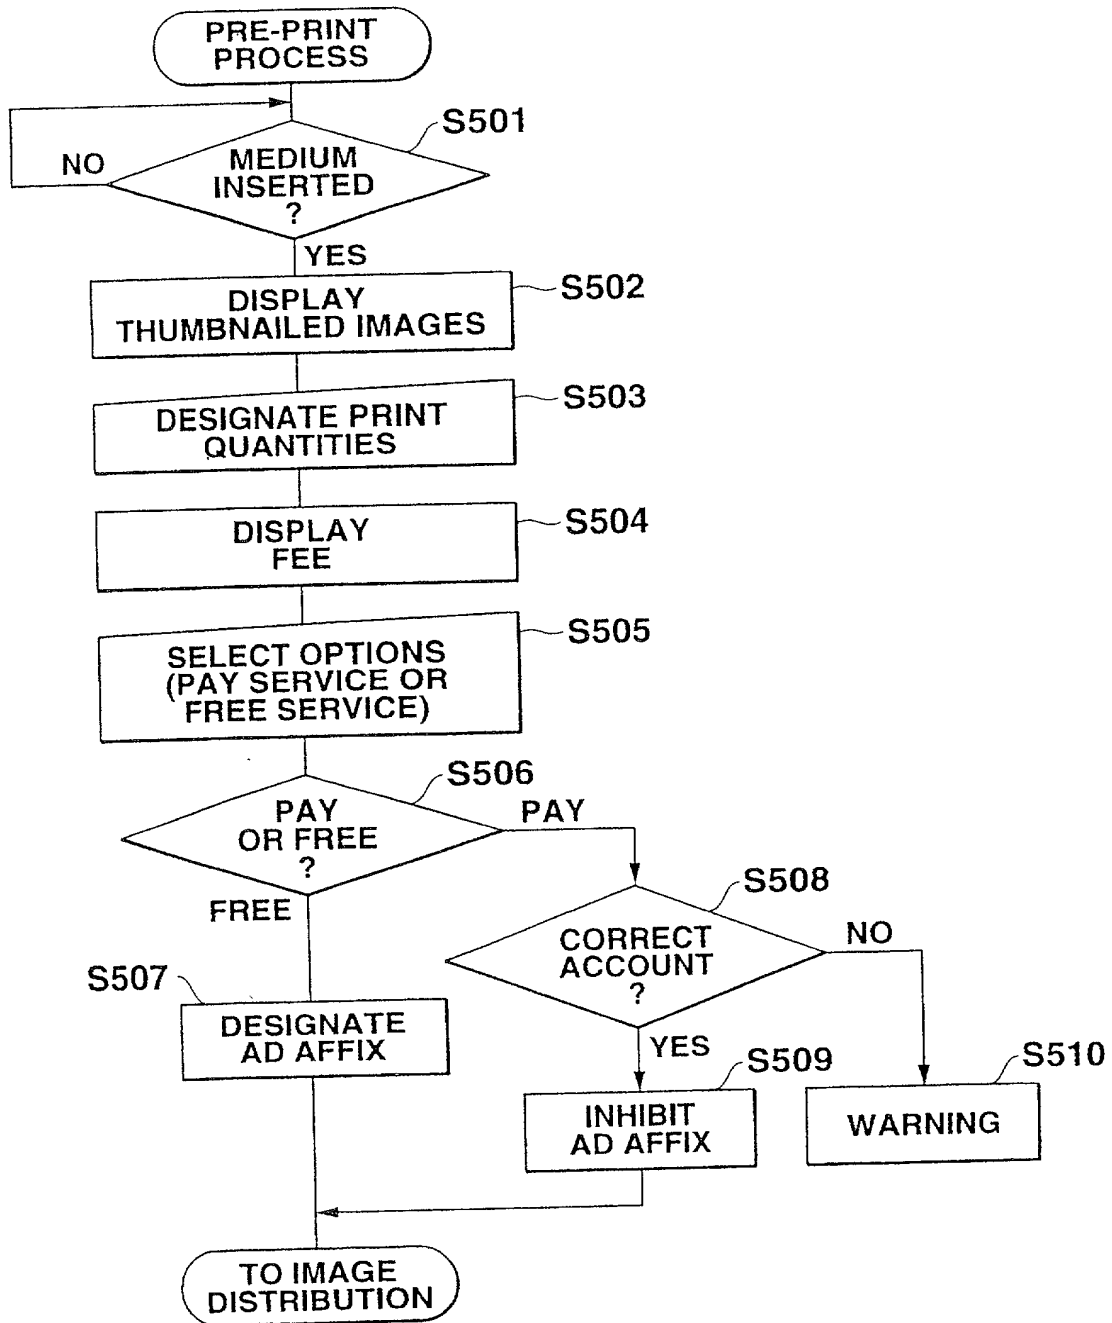 PRE-PRINT
PROCESS
S501
NO
MEDIUM
INSERTED
?
YES
S502
DISPLAY
THUMBNAILED IMAGES
S503
DESIGNATE PRINT
QUANTITIES
S504
DISPLAY
FEE
S505
SELECT OPTIONS
(PAY SERVICE OR
FREE SERVICE)
S506
PAY
OR FREE
?
PAY
FREE
S508
CORRECT
ACCOUNT
?
NO
S507
DESIGNATE
AD AFFIX
YES
S509
INHIBIT
AD AFFIX
S510
WARNING
TO IMAGE
DISTRIBUTION